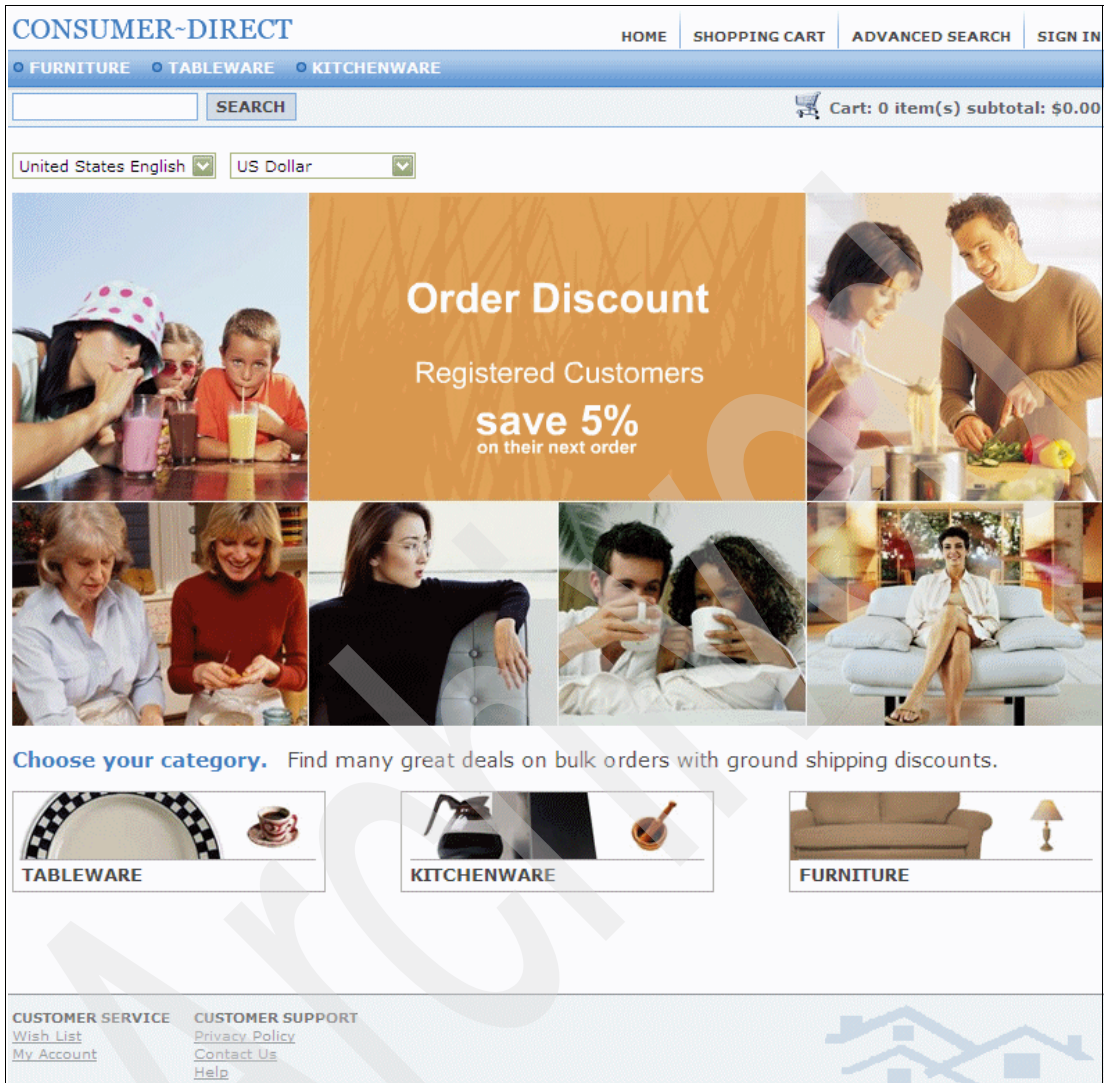 CONSUMER~DIRECT
HOME SHOPPING CART ADVANCED SEARCH SIGN IN
FURNITURE TABLEWARE KITCHENWARE
SEARCH Cart: 0 item(s) subtotal: $0.00
United States English US Dollar
Order Discount
Registered Customers
save 5%
on their next order
Choose your category. Find many great deals on bulk orders with ground shipping discounts.
TABLEWARE KITCHENWARE FURNITURE
CUSTOMER SERVICE CUSTOMER SUPPORT
Wish List Privacy Policy
My Account Contact Us
Help
Archival